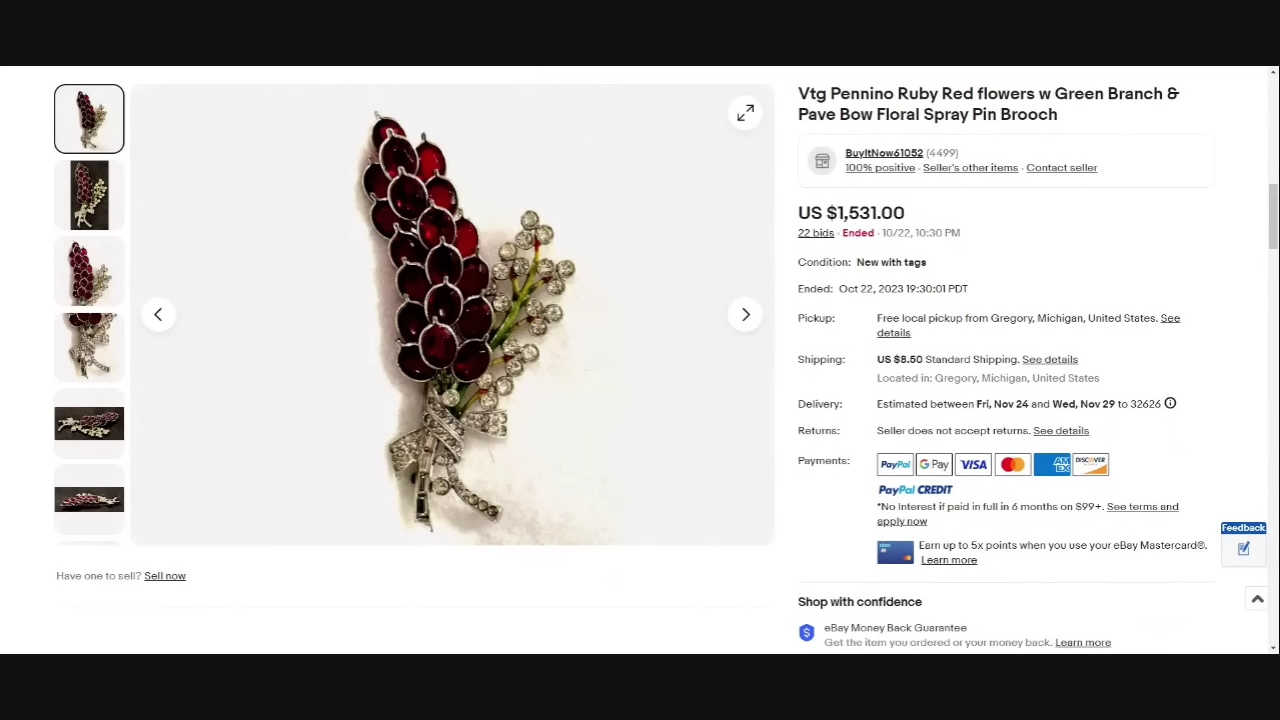 Vtg Pennino Ruby Red flowers w Green Branch &
Pave Bow Floral Spray Pin Brooch
BuyItNow61052 (4499)
100% positive · Seller's other items · Contact seller
US $1,531.00
22 bids · Ended · 10/22, 10:30 PM
Condition: New with tags
Ended: Oct 22, 2023 19:30:01 PDT
Pickup: Free local pickup from Gregory, Michigan, United States. See
details
Shipping: US $8.50 Standard Shipping. See details
Located in: Gregory, Michigan, United States
Delivery: Estimated between Fri, Nov 24 and Wed, Nov 29 to 32626
Returns: Seller does not accept returns. See details
Payments: PayPal G Pay VISA AM EX DISCOVER
PayPal CREDIT
*No Interest if paid in full in 6 months on $99+. See terms and
apply now
Earn up to 5x points when you use your eBay Mastercard®.
Learn more
Feedback
Have one to sell? Sell now
Shop with confidence
eBay Money Back Guarantee
Get the item you ordered or your money back. Learn more